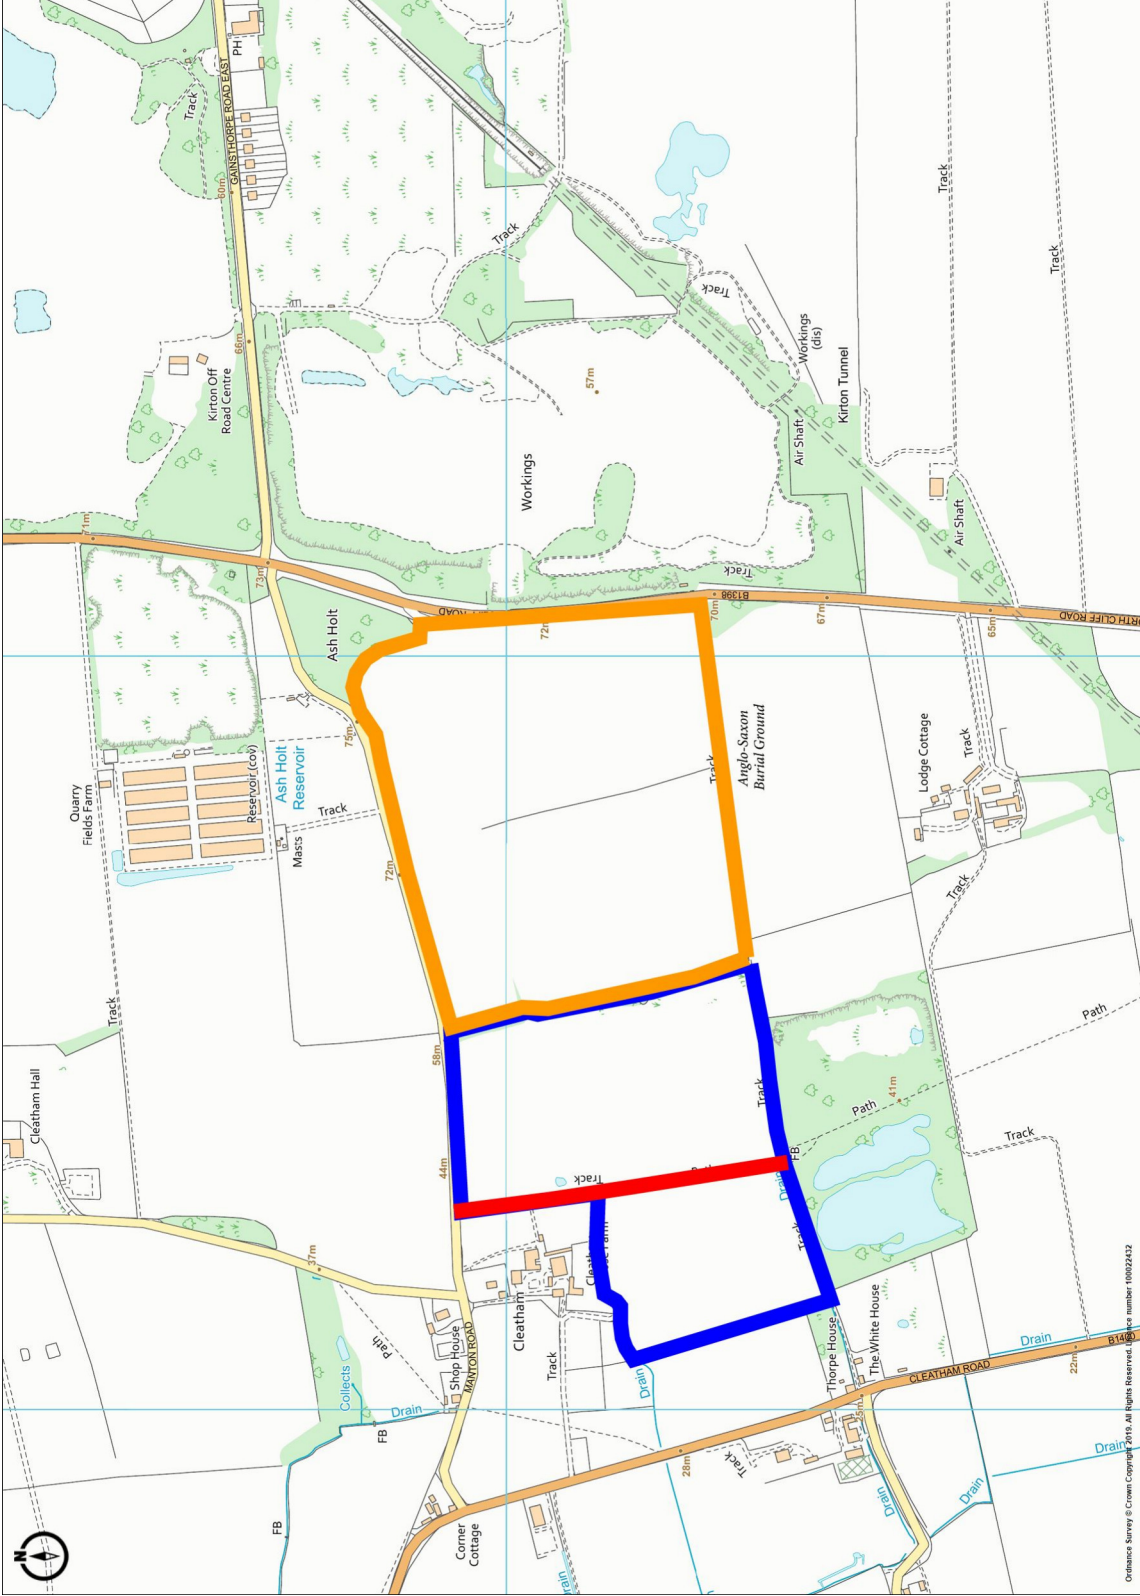 PH
GAINSTHORPE ROAD EAST
Track
60m
Track
Track
Track
66m
Kirton Off
Road Centre
Track
57m
Workings
(dis)
Kirton Tunnel
Air Shaft
Workings
Air Shaft
71m
73m
Track
ROAD
72m
70m
B1398
67m
65m
Ash Holt
75m
Quarry
Fields Farm
Reservoir (cov)
Ash Holt
Reservoir
Track
Masts
72m
Track
Anglo-Saxon
Burial Ground
Lodge Cottage
Track
Track
Track
58m
Cleatham Hall
44m
Track
Path
41m
Path
Track
Track
FB
Drain
Track
37m
Cleatham
Path
Shop House
MANTON ROAD
Track
Collects
Drain
FB
FB
Drain
Thorpe House
The White House
CLEATHAM ROAD
25m
Drain
22m
28m
Track
Drain
Drain
Drain
Corner
Cottage
N
Ordnance Survey © Crown Copyright 2019. All Rights Reserved. Licence number 100022432